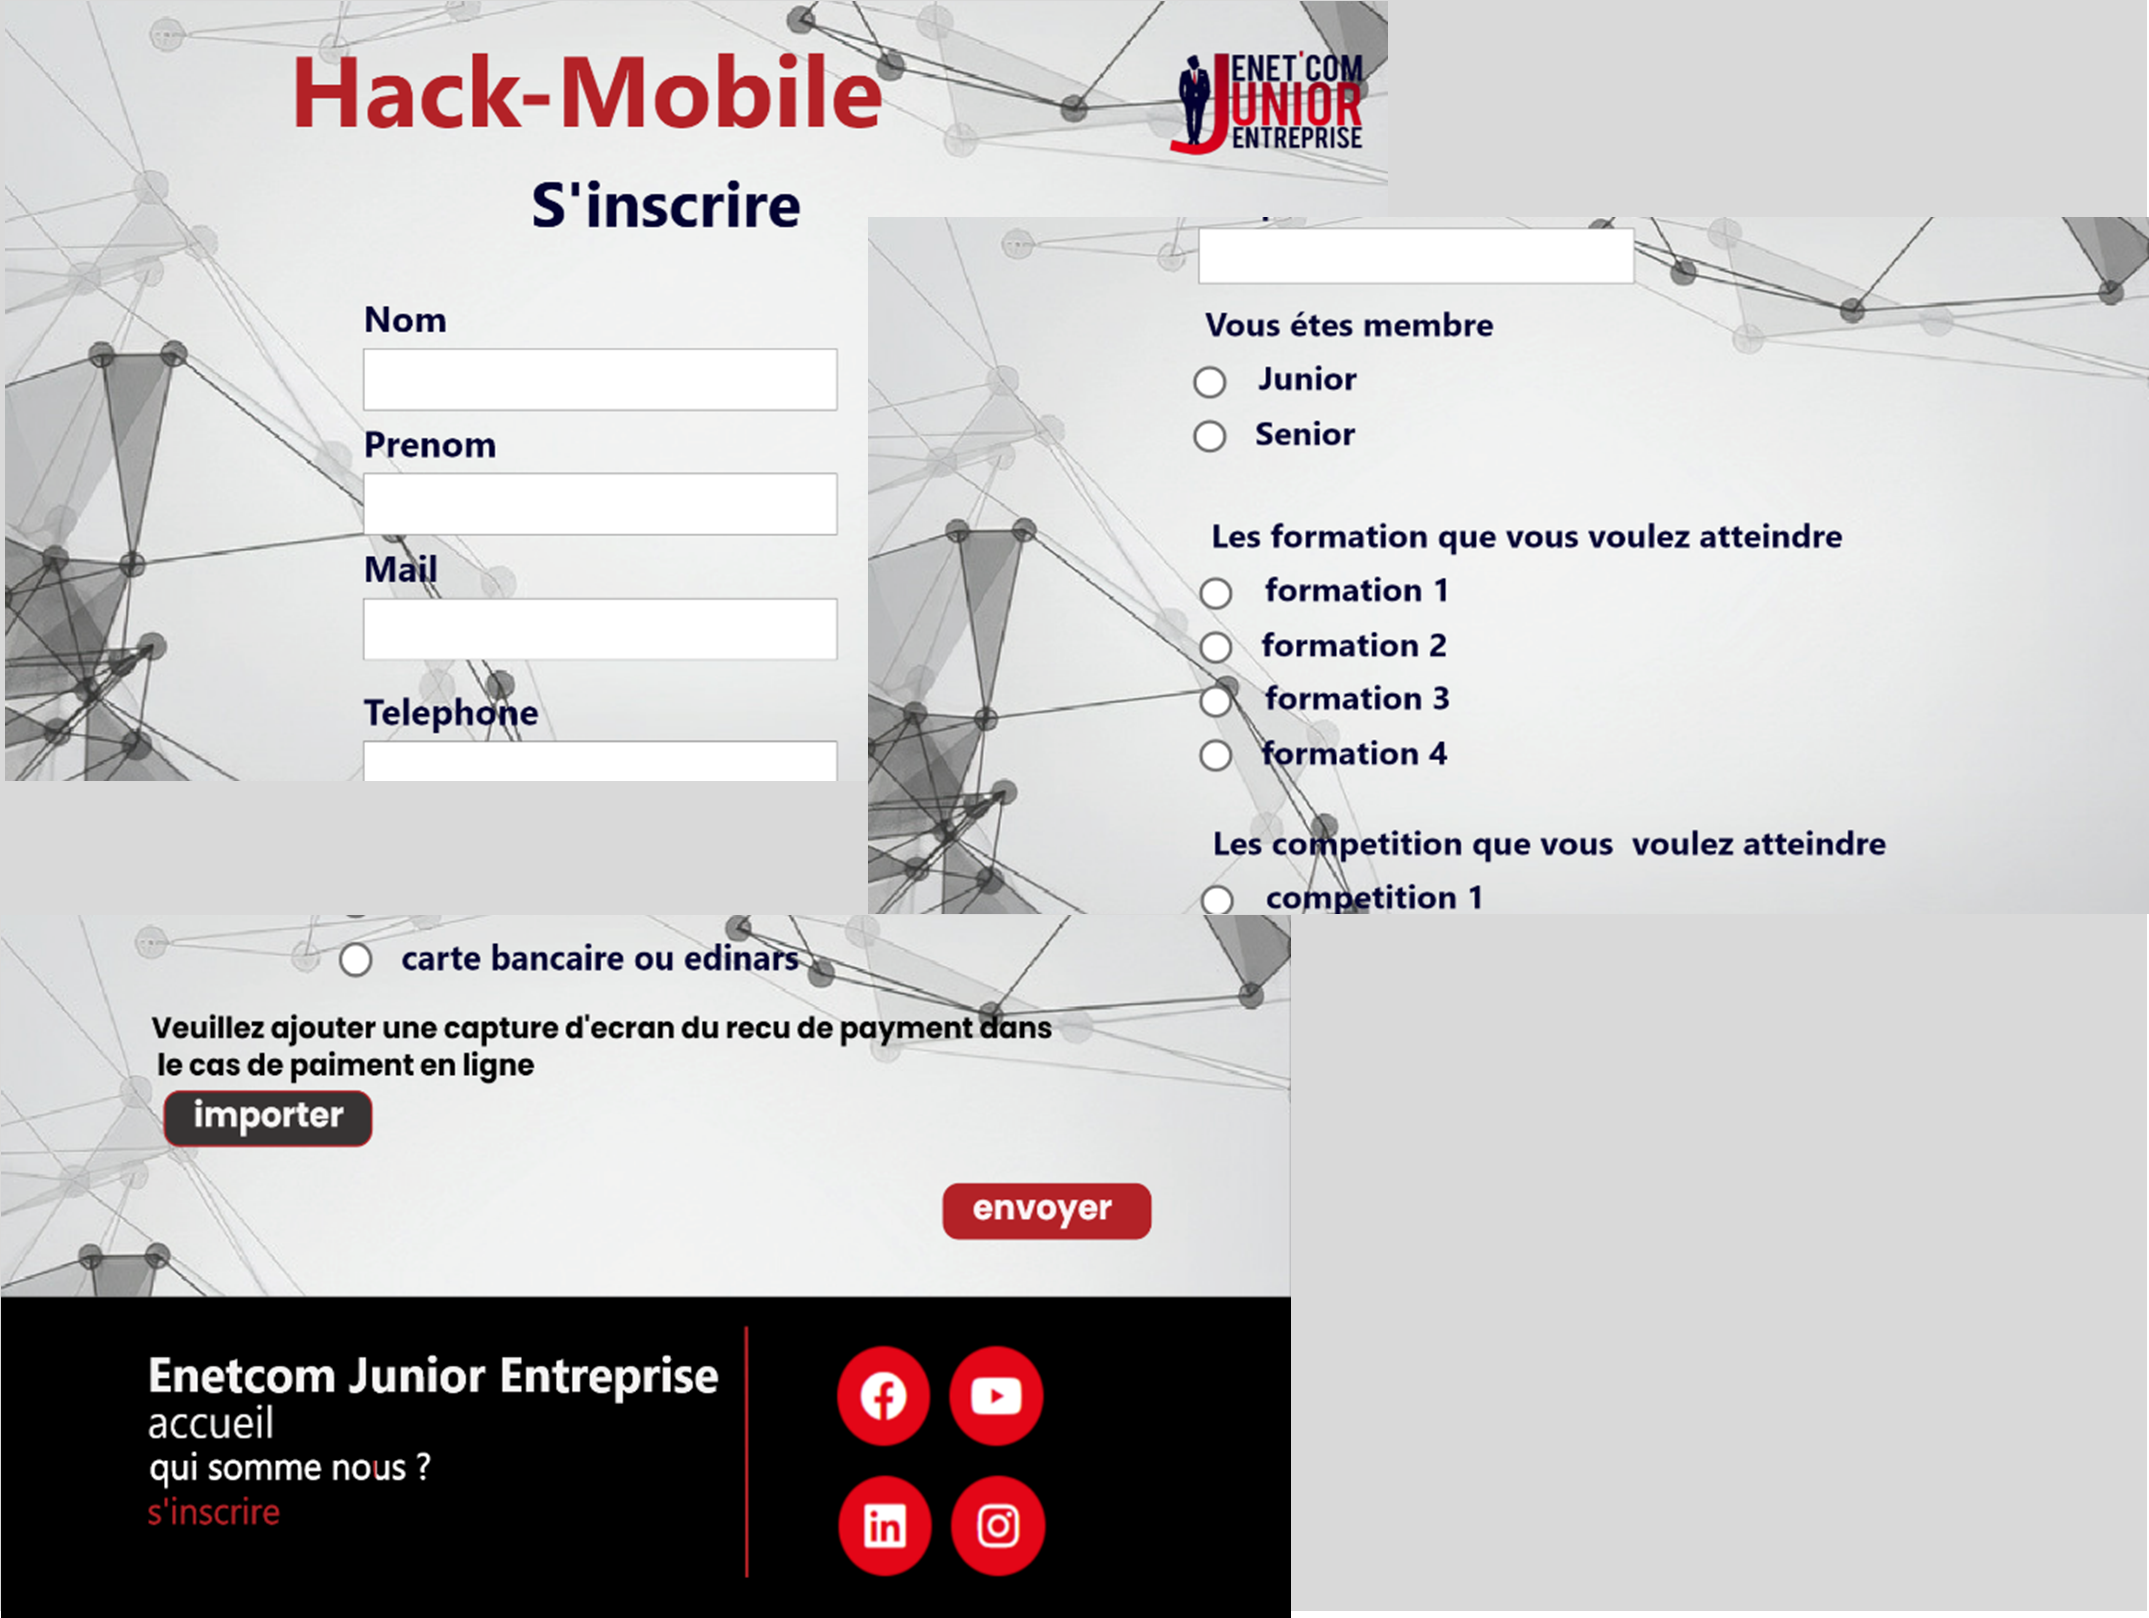 Hack-Mobile
ENET'COM
JUNIOR
ENTREPRISE
S'inscrire
Nom
Prenom
Mail
Telephone
Vous étes membre
Junior
Senior
Les formation que vous voulez atteindre
formation 1
formation 2
formation 3
formation 4
Les competition que vous voulez atteindre
competition 1
carte bancaire ou edinars
Veuillez ajouter une capture d'ecran du recu de payment dans
le cas de paiment en ligne
importer
envoyer
Enetcom Junior Entreprise
accueil
qui somme nous ?
s'inscrire
in